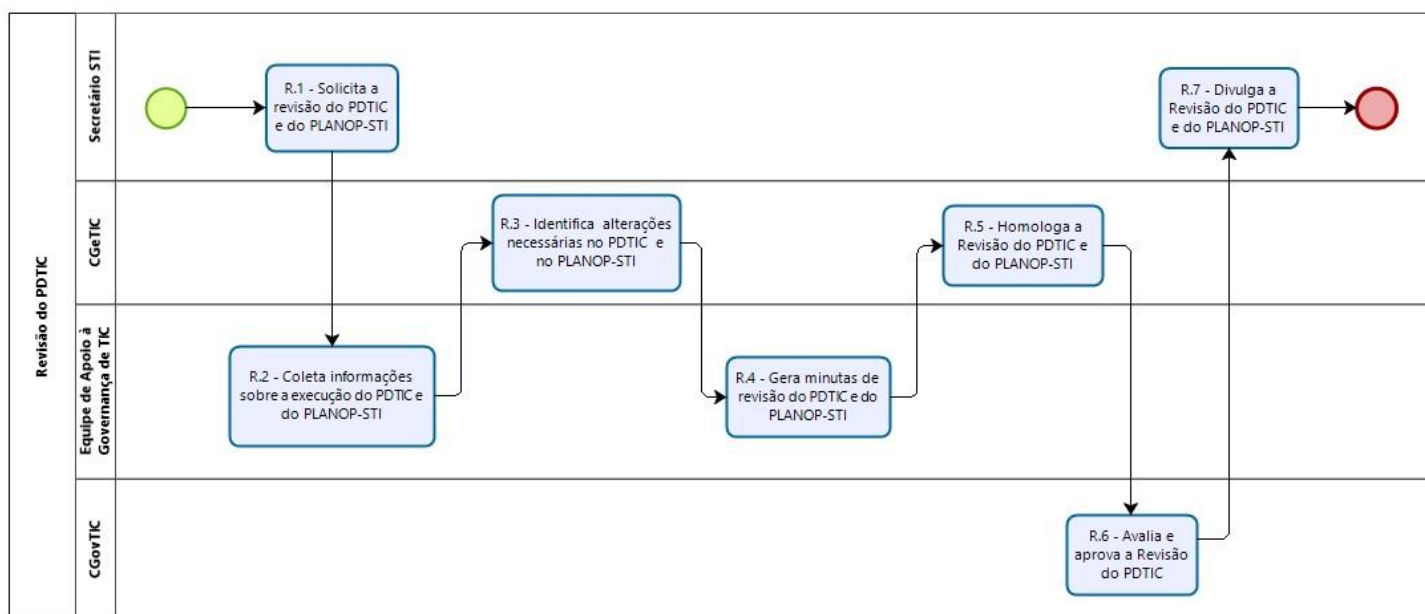 Revisão do PDTIC
Secretário STI
R.1 - Solicita a
revisão do PDTIC
e do PLANOP-STI
R.7 - Divulga a
Revisão do PDTIC
e do PLANOP-STI
CGeTIC
R.3 - Identifica alterações
necessárias no PDTIC e
no PLANOP-STI
R.5 - Homologa a
Revisão do PDTIC e
do PLANOP-STI
Equipe de Apoio à
Governança de TIC
R.2 - Coleta informações
sobre a execução do PDTIC e
do PLANOP-STI
R.4 - Gera minutas de
revisão do PDTIC e do
PLANOP-STI
CGovTIC
R.6 - Avalia e
aprova a Revisão
do PDTIC